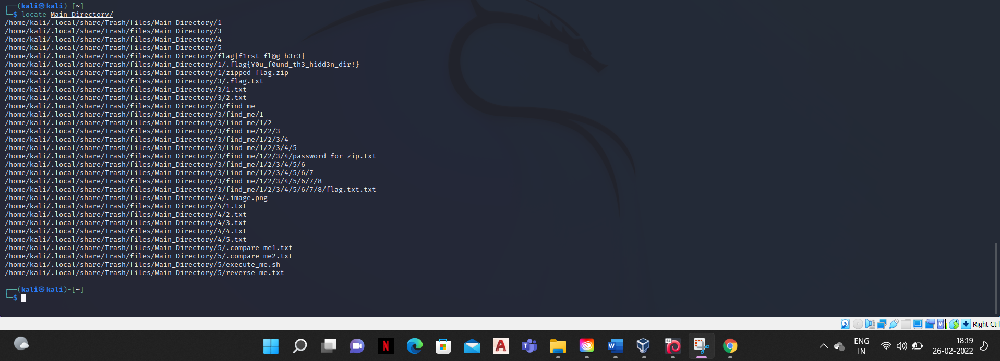 ┌──(kali㉿kali)-[~]
└─$ locate Main_Directory/
/home/kali/.local/share/Trash/files/Main_Directory/1
/home/kali/.local/share/Trash/files/Main_Directory/3
/home/kali/.local/share/Trash/files/Main_Directory/4
/home/kali/.local/share/Trash/files/Main_Directory/5
/home/kali/.local/share/Trash/files/Main_Directory/flag{f1rst_fl@g_h3r3}
/home/kali/.local/share/Trash/files/Main_Directory/1/.flag{Y0u_f0und_th3_hidd3n_dir!}
/home/kali/.local/share/Trash/files/Main_Directory/1/zipped_flag.zip
/home/kali/.local/share/Trash/files/Main_Directory/3/.flag.txt
/home/kali/.local/share/Trash/files/Main_Directory/3/1.txt
/home/kali/.local/share/Trash/files/Main_Directory/3/2.txt
/home/kali/.local/share/Trash/files/Main_Directory/3/find_me
/home/kali/.local/share/Trash/files/Main_Directory/3/find_me/1
/home/kali/.local/share/Trash/files/Main_Directory/3/find_me/1/2
/home/kali/.local/share/Trash/files/Main_Directory/3/find_me/1/2/3
/home/kali/.local/share/Trash/files/Main_Directory/3/find_me/1/2/3/4
/home/kali/.local/share/Trash/files/Main_Directory/3/find_me/1/2/3/4/5
/home/kali/.local/share/Trash/files/Main_Directory/3/find_me/1/2/3/4/password_for_zip.txt
/home/kali/.local/share/Trash/files/Main_Directory/3/find_me/1/2/3/4/5/6
/home/kali/.local/share/Trash/files/Main_Directory/3/find_me/1/2/3/4/5/6/7
/home/kali/.local/share/Trash/files/Main_Directory/3/find_me/1/2/3/4/5/6/7/8
/home/kali/.local/share/Trash/files/Main_Directory/3/find_me/1/2/3/4/5/6/7/8/flag.txt.txt
/home/kali/.local/share/Trash/files/Main_Directory/4/.image.png
/home/kali/.local/share/Trash/files/Main_Directory/4/1.txt
/home/kali/.local/share/Trash/files/Main_Directory/4/2.txt
/home/kali/.local/share/Trash/files/Main_Directory/4/3.txt
/home/kali/.local/share/Trash/files/Main_Directory/4/4.txt
/home/kali/.local/share/Trash/files/Main_Directory/4/5.txt
/home/kali/.local/share/Trash/files/Main_Directory/5/.compare_me1.txt
/home/kali/.local/share/Trash/files/Main_Directory/5/.compare_me2.txt
/home/kali/.local/share/Trash/files/Main_Directory/5/execute_me.sh
/home/kali/.local/share/Trash/files/Main_Directory/5/reverse_me.txt
┌──(kali㉿kali)-[~]
└─$
Right Ctrl
ENG
IN
18:19
26-02-2022